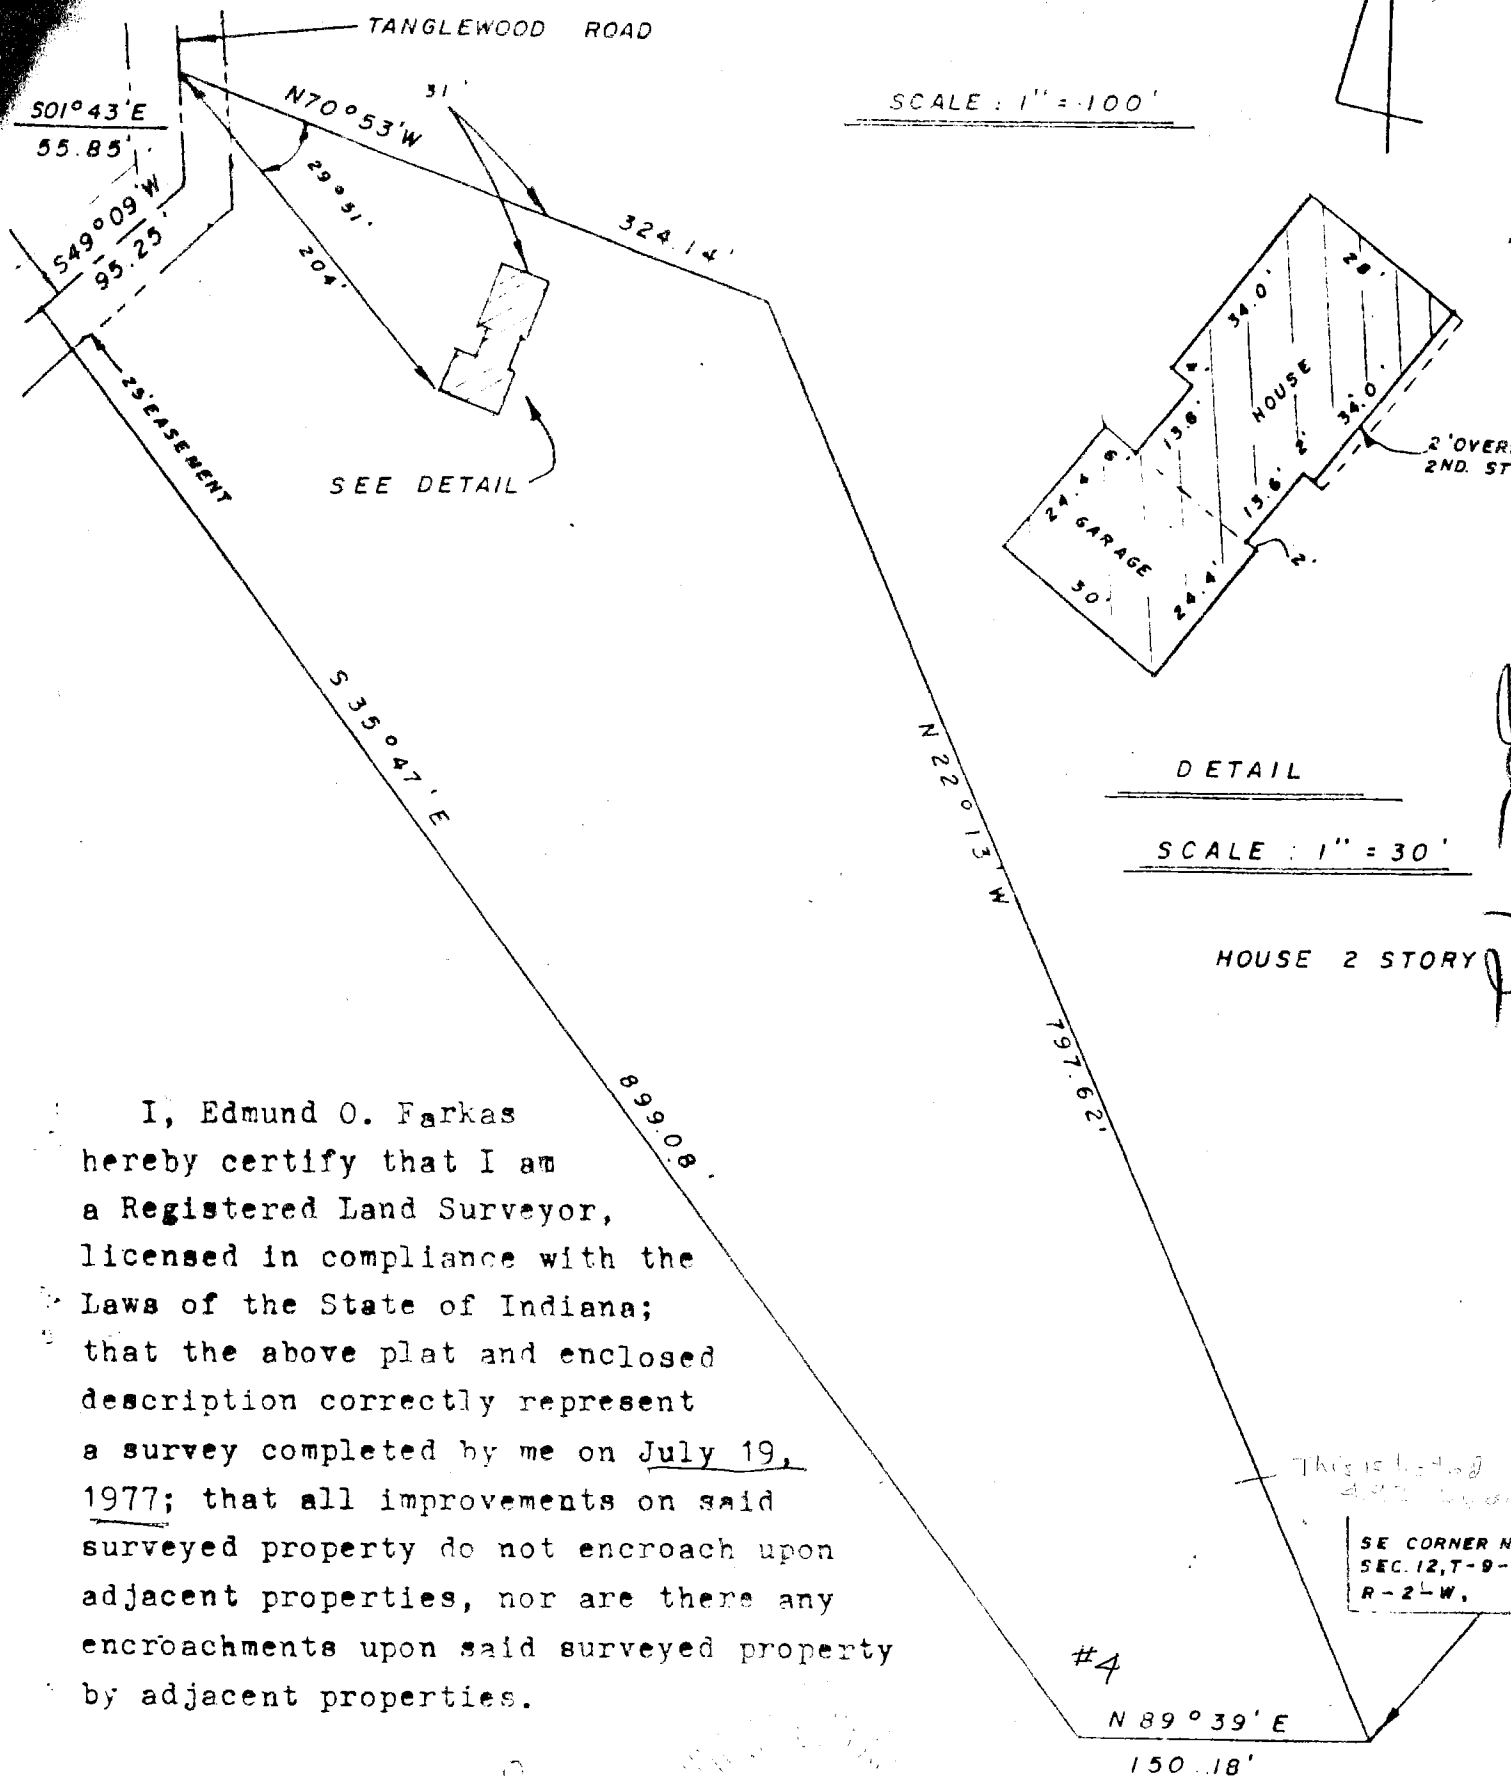 TANGLEWOOD ROAD
S01°43'E
55.85'
N70°53'W
31'
SCALE : 1" = 100'
S49°09'W
95.25'
29°51'
204'
324.14'
25' EASEMENT
SEE DETAIL
34.0'
28'
4'
HOUSE
13.6'
34.0'
2'
6'
24.4'
13.6'
GARAGE
2'
30'
24.4'
2' OVER
2ND. ST
S 35°47' E
N 22°13' W
DETAIL
SCALE : 1" = 30'
HOUSE 2 STORY
899.08'
797.62'
I, Edmund O. Farkas
hereby certify that I am
a Registered Land Surveyor,
licensed in compliance with the
Laws of the State of Indiana;
that the above plat and enclosed
description correctly represent
a survey completed by me on July 19,
1977; that all improvements on said
surveyed property do not encroach upon
adjacent properties, nor are there any
encroachments upon said surveyed property
by adjacent properties.
This is
SE CORNER N
SEC. 12, T-9-
R-2-W,
#4
N 89°39' E
150.18'